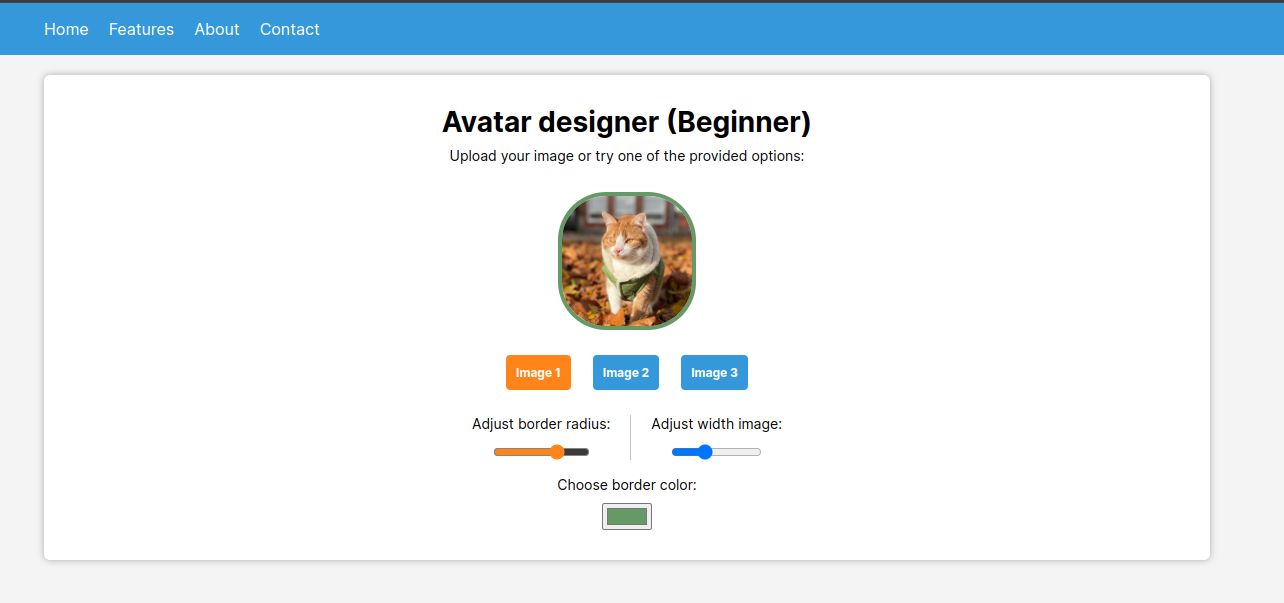 Home Features About Contact
Avatar designer (Beginner)
Upload your image or try one of the provided options:
Image 1 Image 2 Image 3
Adjust border radius: Adjust width image:
Choose border color: